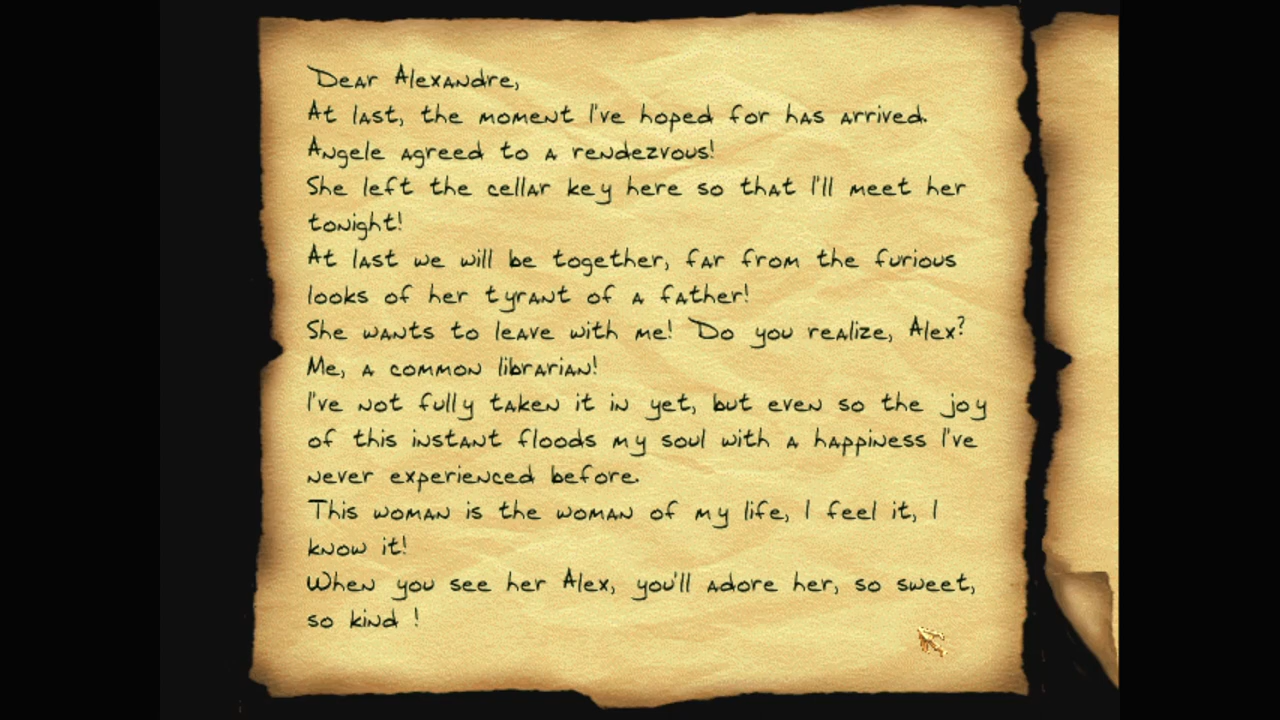 Dear Alexandre,
At last, the moment I've hoped for has arrived.
Angele agreed to a rendezvous!
She left the cellar key here so that I'll meet her
tonight!
At last we will be together, far from the furious
looks of her tyrant of a father!
She wants to leave with me! Do you realize, Alex?
Me, a common librarian!
I've not fully taken it in yet, but even so the joy
of this instant floods my soul with a happiness I've
never experienced before.
This woman is the woman of my life, I feel it, I
know it!
When you see her Alex, you'll adore her, so sweet,
so kind !